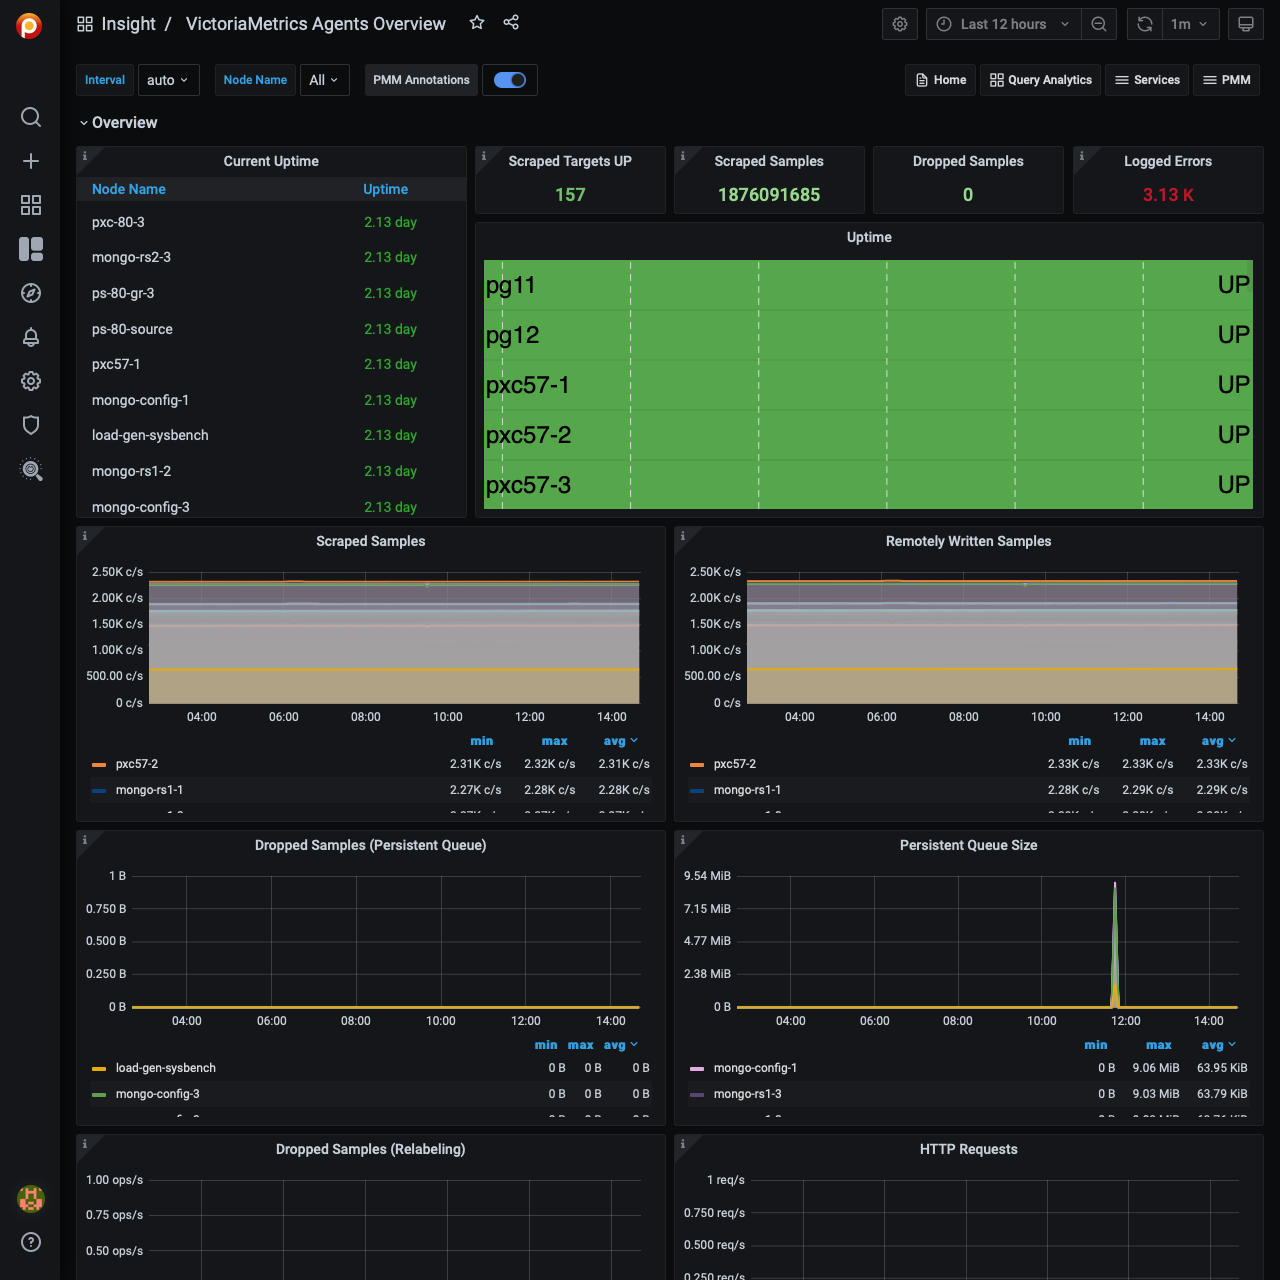 Insight / VictoriaMetrics Agents Overview
Last 12 hours
1m
Interval auto Node Name All PMM Annotations
Home Query Analytics Services PMM
Overview
Current Uptime
Node Name Uptime
pxc-80-3 2.13 day
mongo-rs2-3 2.13 day
ps-80-gr-3 2.13 day
ps-80-source 2.13 day
pxc57-1 2.13 day
mongo-config-1 2.13 day
load-gen-sysbench 2.13 day
mongo-rs1-2 2.13 day
mongo-config-3 2.13 day
Scraped Targets UP
157
Scraped Samples
1876091685
Dropped Samples
0
Logged Errors
3.13 K
Uptime
pg11 UP
pg12 UP
pxc57-1 UP
pxc57-2 UP
pxc57-3 UP
Scraped Samples
2.50K c/s
2.00K c/s
1.50K c/s
1.00K c/s
500.00 c/s
0 c/s
04:00 06:00 08:00 10:00 12:00 14:00
min max avg
pxc57-2 2.31K c/s 2.32K c/s 2.31K c/s
mongo-rs1-1 2.27K c/s 2.28K c/s 2.28K c/s
Remotely Written Samples
2.50K c/s
2.00K c/s
1.50K c/s
1.00K c/s
500.00 c/s
0 c/s
04:00 06:00 08:00 10:00 12:00 14:00
min max avg
pxc57-2 2.33K c/s 2.33K c/s 2.33K c/s
mongo-rs1-1 2.28K c/s 2.29K c/s 2.29K c/s
Dropped Samples (Persistent Queue)
1 B
0.750 B
0.500 B
0.250 B
0 B
04:00 06:00 08:00 10:00 12:00 14:00
min max avg
load-gen-sysbench 0 B 0 B 0 B
mongo-config-3 0 B 0 B 0 B
Persistent Queue Size
9.54 MiB
7.15 MiB
4.77 MiB
2.38 MiB
0 B
04:00 06:00 08:00 10:00 12:00 14:00
min max avg
mongo-config-1 0 B 9.06 MiB 63.95 KiB
mongo-rs1-3 0 B 9.03 MiB 63.79 KiB
Dropped Samples (Relabeling)
1.00 ops/s
0.75 ops/s
0.50 ops/s
HTTP Requests
1 req/s
0.750 req/s
0.500 req/s
0.250 req/s